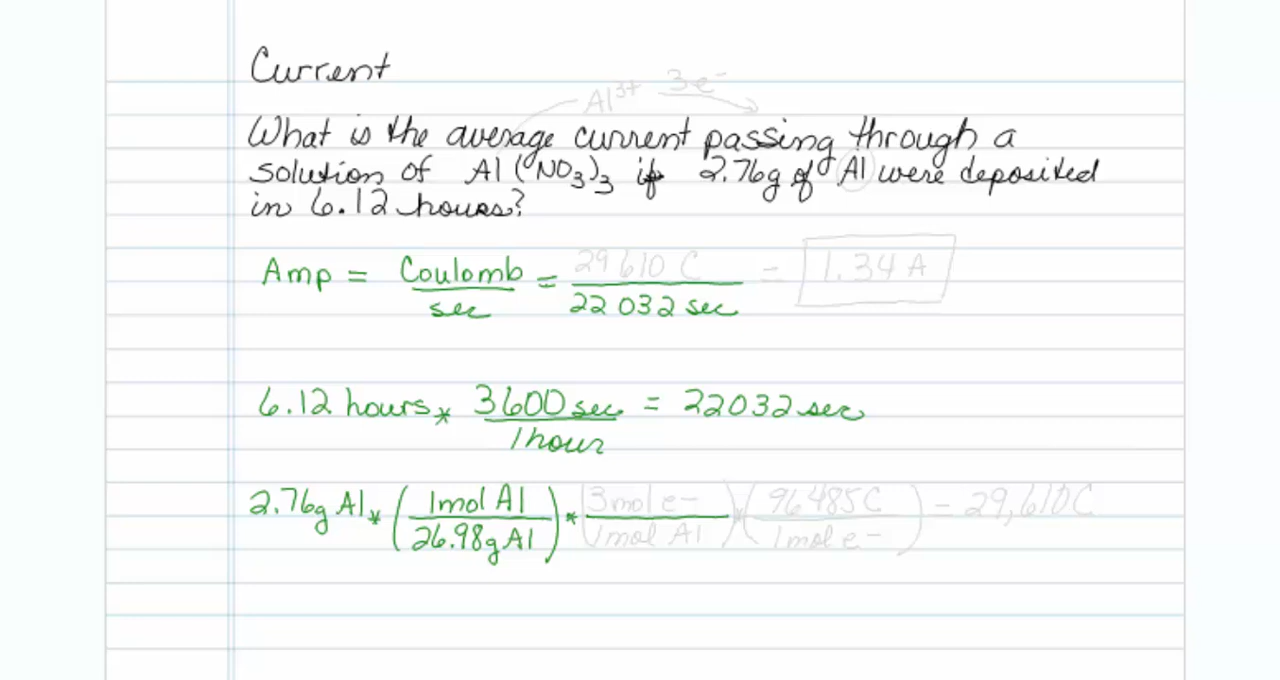 Current
Al³⁺ 3e⁻
What is the average current passing through a
solution of Al(NO₃)₃ if 2.76g of Al were deposited
in 6.12 hours?
Amp = Coulomb/sec = 29610 C/22032 sec = 1.34 A
6.12 hours * 3600 sec/1 hour = 22032 sec
2.76g Al * (1mol Al/26.98g Al) * (3mol e-/1mol Al) * (96485C/1mol e-) = 29,610C